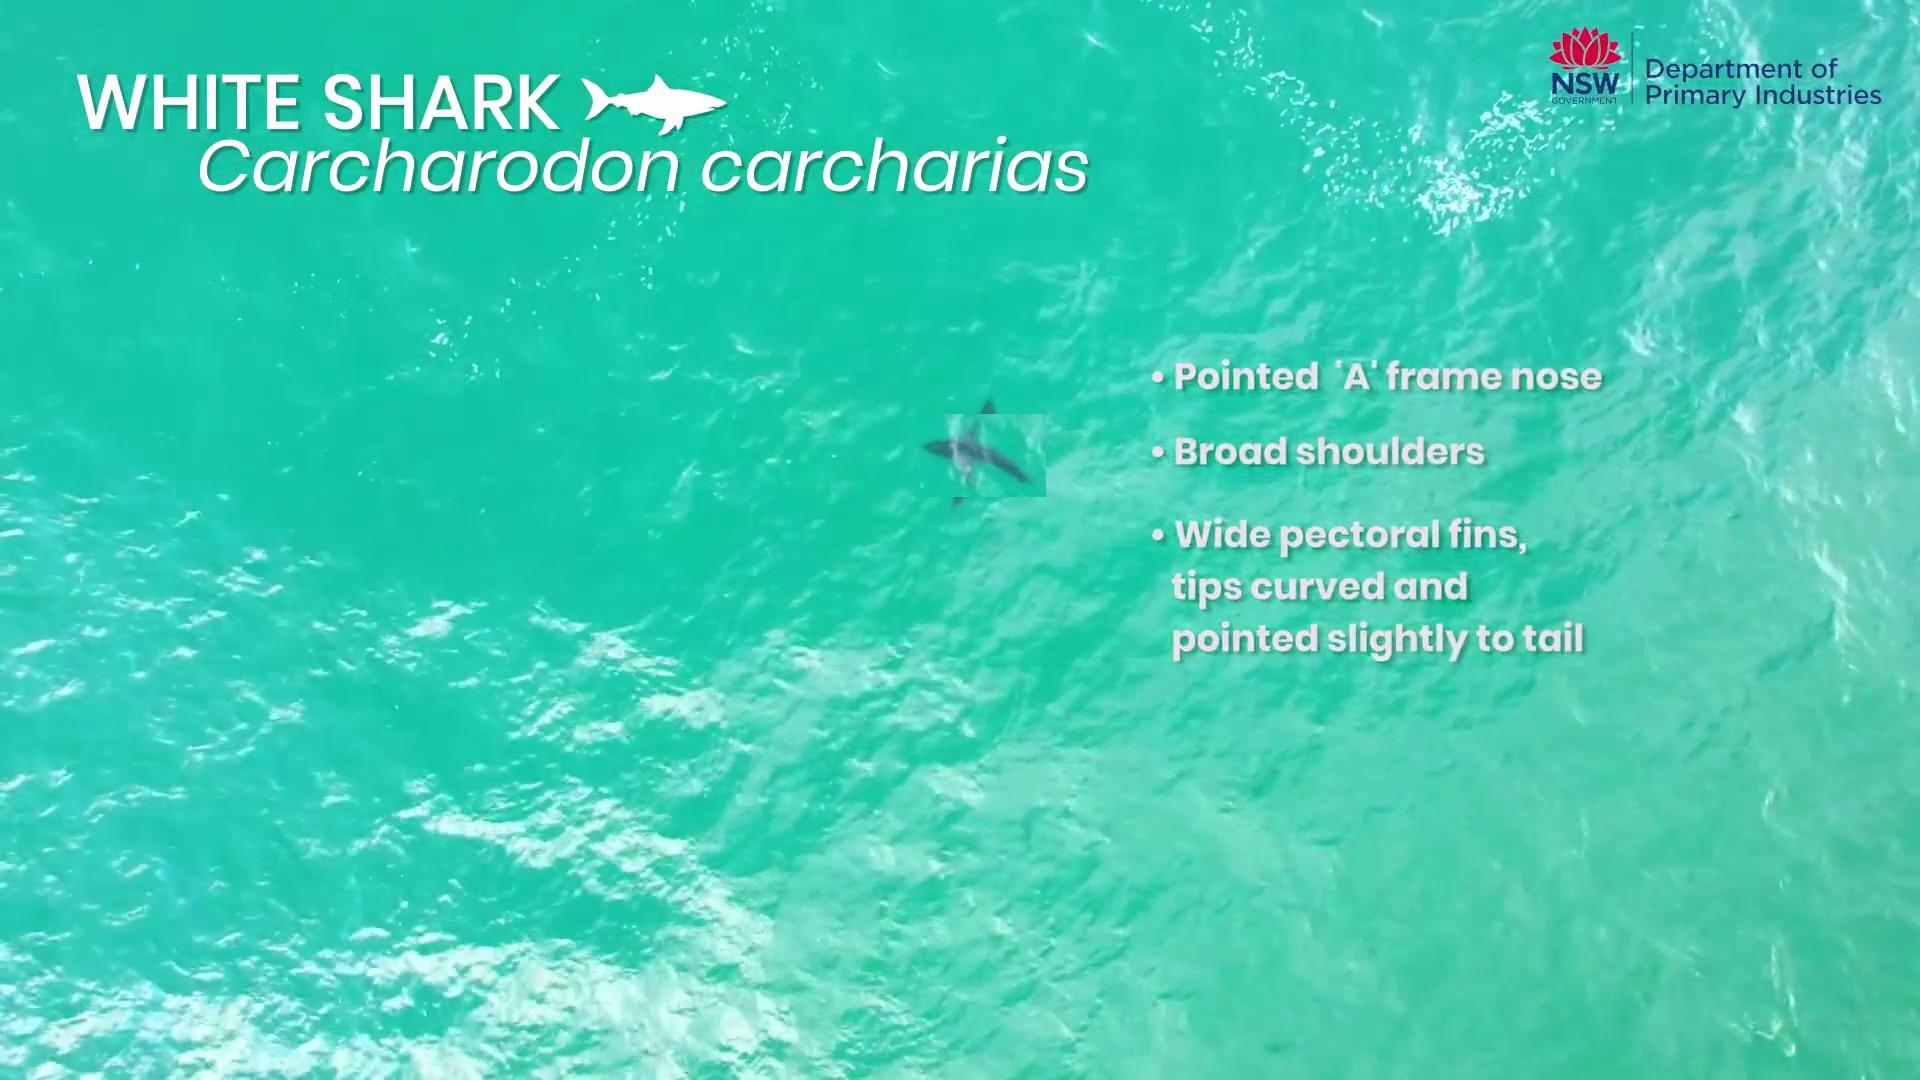 WHITE SHARK
Carcharodon carcharias
NSW
GOVERNMENT
Department of
Primary Industries
• Pointed 'A' frame nose
• Broad shoulders
• Wide pectoral fins,
tips curved and
pointed slightly to tail